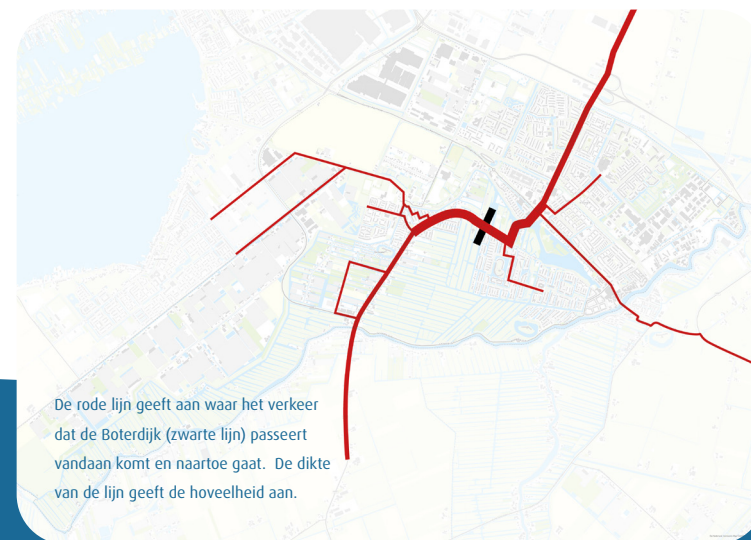 De rode lijn geeft aan waar het verkeer
dat de Boterdijk (zwarte lijn) passeert
vandaan komt en naartoe gaat.  De dikte
van de lijn geeft de hoveelheid aan.